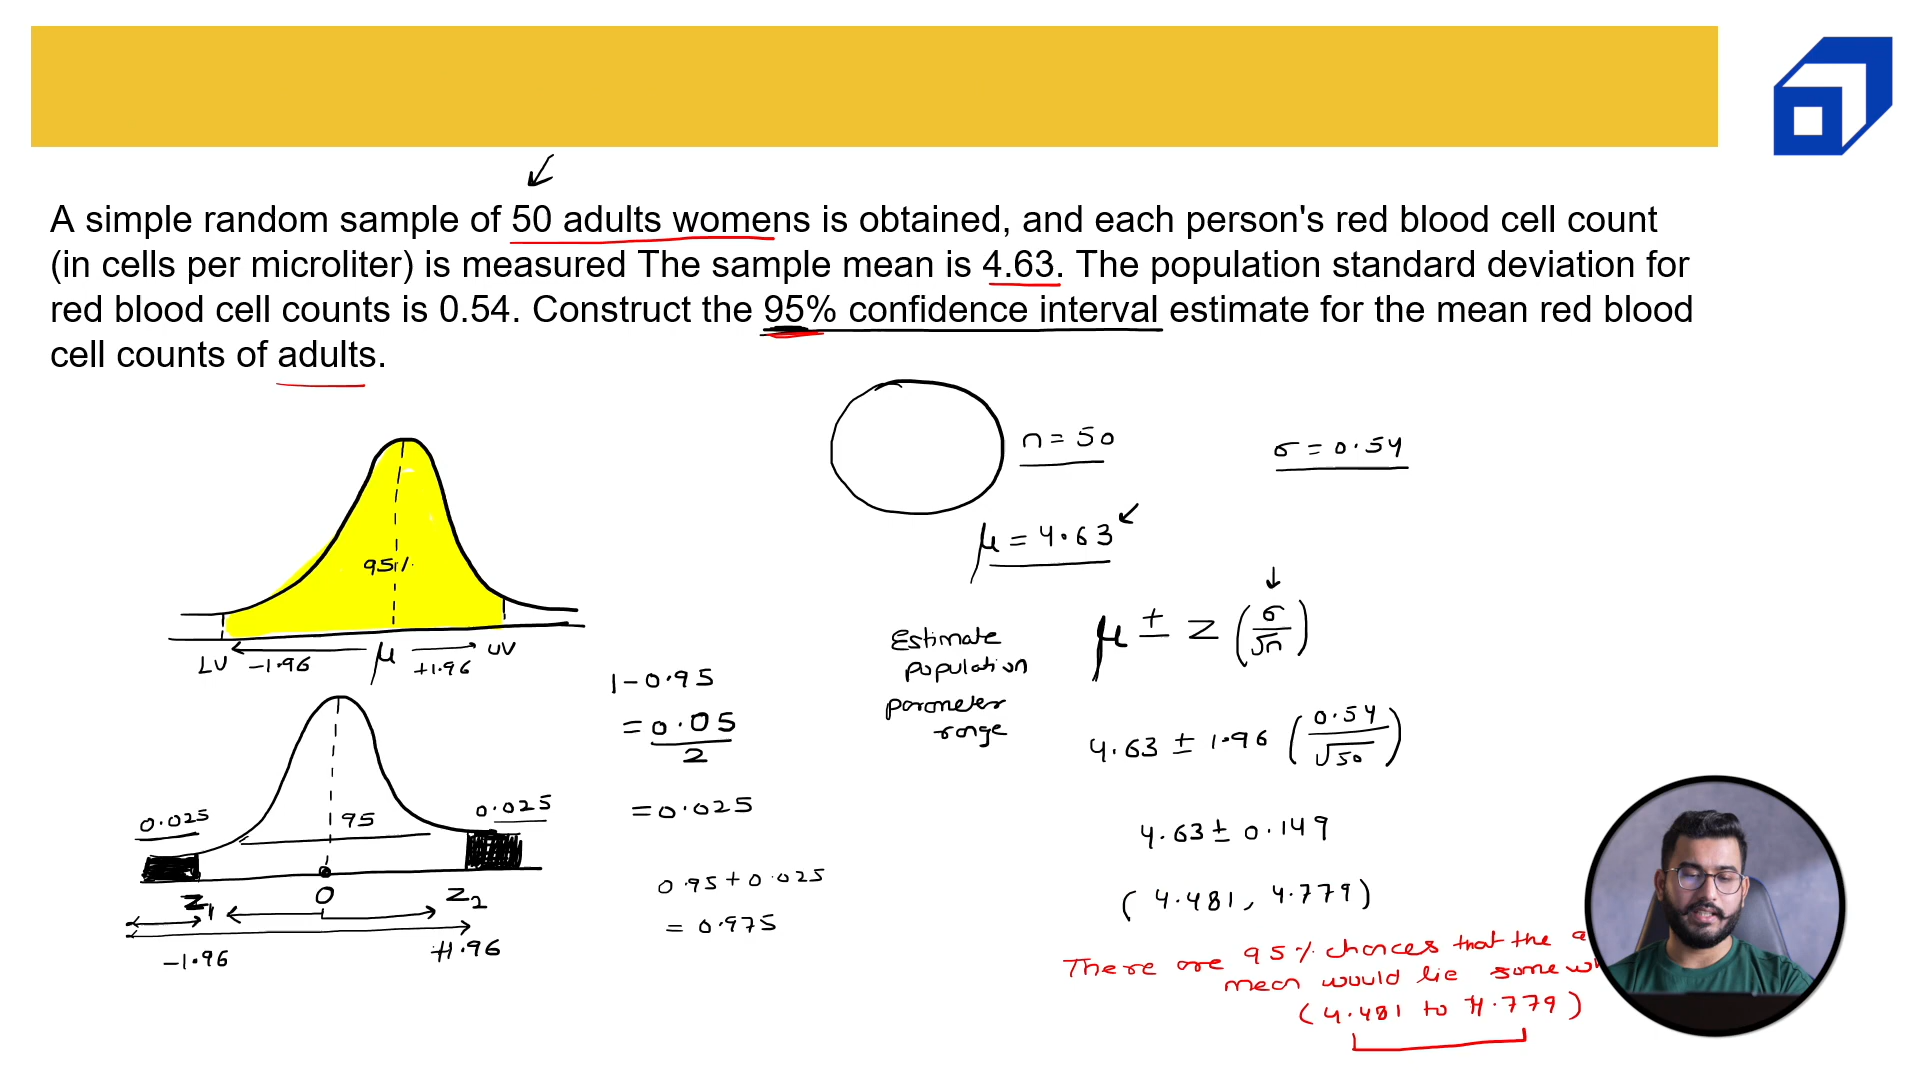 A simple random sample of 50 adults womens is obtained, and each person's red blood cell count
(in cells per microliter) is measured The sample mean is 4.63. The population standard deviation for
red blood cell counts is 0.54. Construct the 95% confidence interval estimate for the mean red blood
cell counts of adults.
n = 50
σ = 0.54
μ = 4.63
95%
LV -1.96 μ +1.96 UV
1-0.95
= 0.05
2
= 0.025
0.95+0.025
= 0.975
0.025
95
0.025
Z1 0 Z2
-1.96
+1.96
Estimate
population
parameter
range
μ ± Z (σ/√n)
4.63 ± 1.96 (0.54/√50)
4.63 ± 0.149
(4.481, 4.779)
There are 95% chances that the
mean would lie
(4.481 to 4.779)